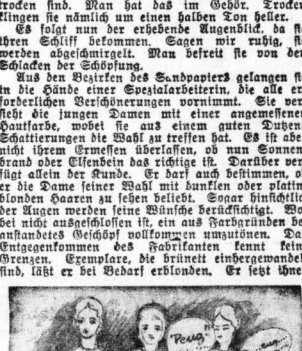 trocken sind. Man hat das im Gehör. Trocken
klingen sie nämlich um einen halben Ton heller.
Es folgt nun der erhebende Augenblick, da sie
ihren Schliff bekommen. Sagen wir ruhig, sie
werden abgeschmirgelt. Man befreit sie von den
Schlacken der Schöpfung.
Aus den Bezirken des Sandpapiers gelangen sie
in die Hände einer Spezialarbeiterin, die alle er-
forderlichen Verschönerungen vornimmt. Sie ver-
sieht die jungen Damen mit einer angemessenen
Hautfarbe, wobei sie aus einem guten Dutzend
Schattierungen die Wahl zu treffen hat. Es ist aber
nicht ihrem Ermessen überlassen, ob nun Sonnen-
brand oder Elfenbein das richtige ist. Darüber ver-
fügt allein der Kunde. Er darf auch bestimmen, ob
er die Dame seiner Wahl mit dunklen oder platin-
blonden Haaren zu sehen beliebt. Sogar hinsichtlich
der Augen werden seine Wünsche berücksichtigt. Wo-
bei nicht ausgeschlossen ist, ein aus Farbgründen be-
anstandetes Geschöpf vollkommen umzutönen. Das
Entgegenkommen des Fabrikanten kennt keine
Grenzen. Exemplare, die brünett einhergewandelt
sind, läßt er bei Bedarf erblonden. Er setzt ihnen
"Peng"